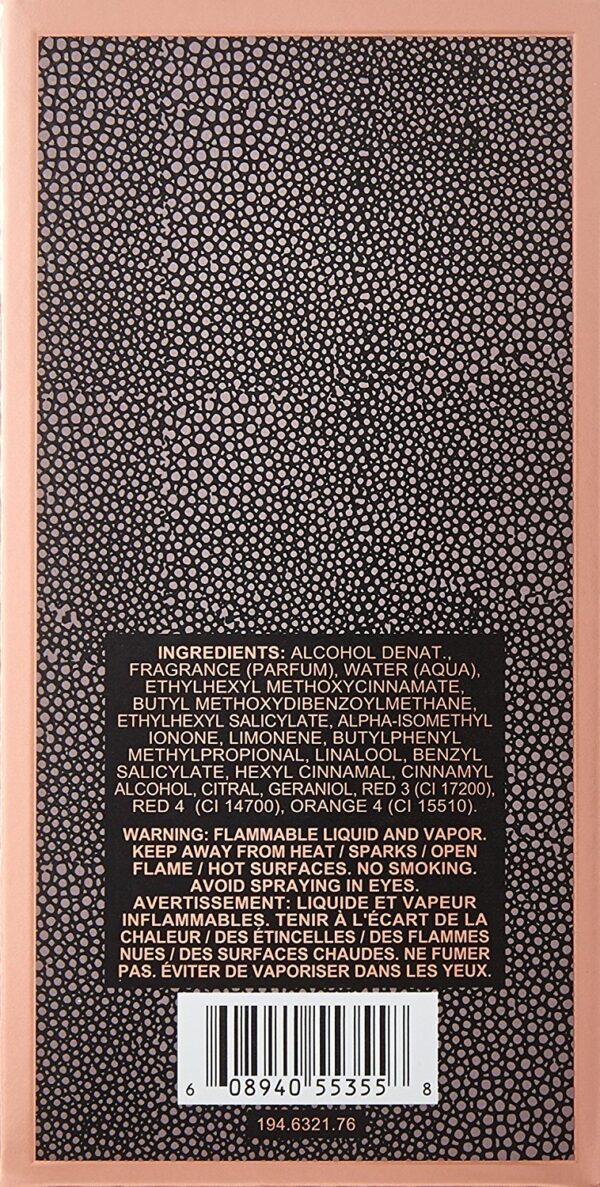 INGREDIENTS: ALCOHOL DENAT.,
FRAGRANCE (PARFUM), WATER (AQUA),
ETHYLHEXYL METHOXYCINNAMATE,
BUTYL METHOXYDIBENZOYLMETHANE,
ETHYLHEXYL SALICYLATE, ALPHA-ISOMETHYL
IONONE, LIMONENE, BUTYLPHENYL
METHYLPROPIONAL, LINALOOL, BENZYL
SALICYLATE, HEXYL CINNAMAL, CINNAMYL
ALCOHOL, CITRAL, GERANIOL, RED 3 (CI 17200),
RED 4 (CI 14700), ORANGE 4 (CI 15510).
WARNING: FLAMMABLE LIQUID AND VAPOR.
KEEP AWAY FROM HEAT / SPARKS / OPEN
FLAME / HOT SURFACES. NO SMOKING.
AVOID SPRAYING IN EYES.
AVERTISSEMENT: LIQUIDE ET VAPEUR
INFLAMMABLES. TENIR À L'ÉCART DE LA
CHALEUR / DES ÉTINCELLES / DES FLAMMES
NUES / DES SURFACES CHAUDES. NE FUMER
PAS. ÉVITER DE VAPORISER DANS LES YEUX.
6 08940 55355 8
194.6321.76